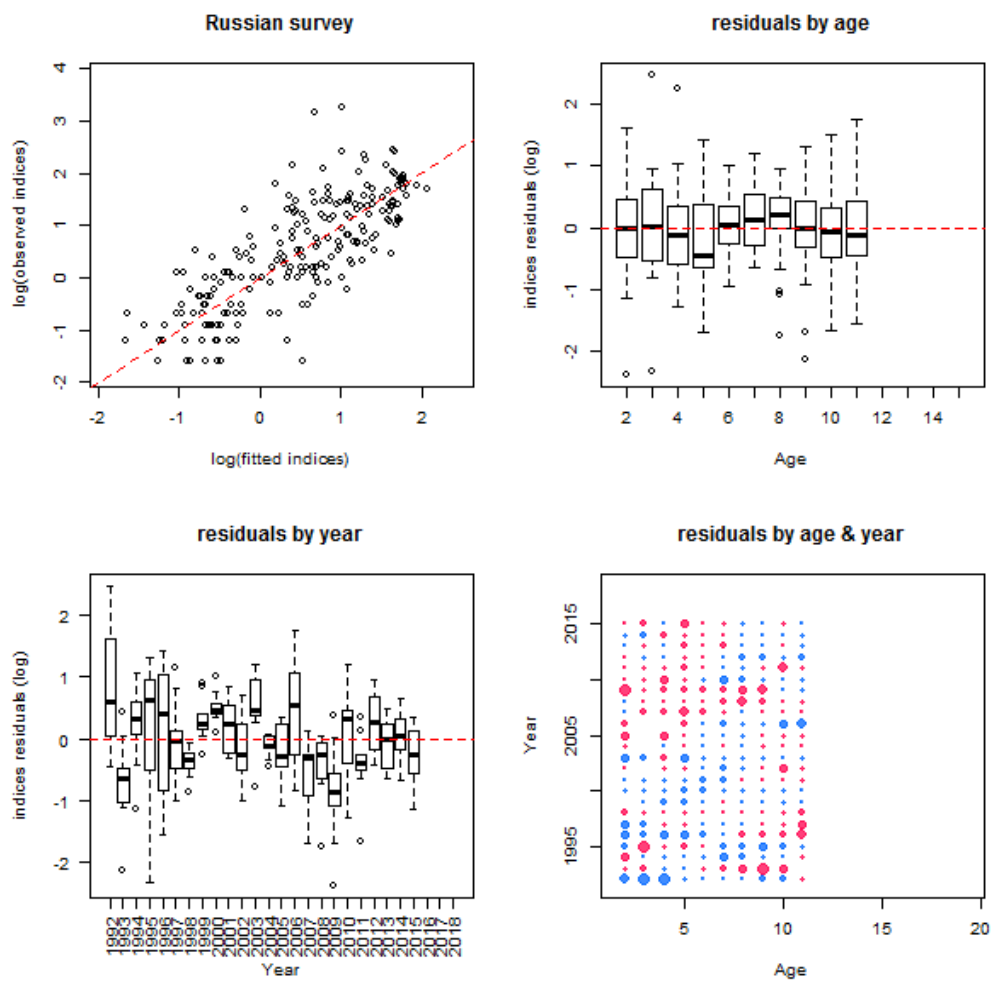 Russian survey
log(observed indices)
4
3
2
1
0
-1
-2
-2 -1 0 1 2
log(fitted indices)
residuals by age
indices residuals (log)
2
1
0
-1
-2
2 4 6 8 10 12 14
Age
residuals by year
indices residuals (log)
2
1
0
-1
-2
1992 1993 1994 1995 1996 1997 1998 1999 2000 2001 2002 2003 2004 2005 2006 2007 2008 2009 2010 2011 2012 2013 2014 2015 2016 2017 2018
Year
residuals by age & year
Year
2015
2005
1995
5 10 15 20
Age